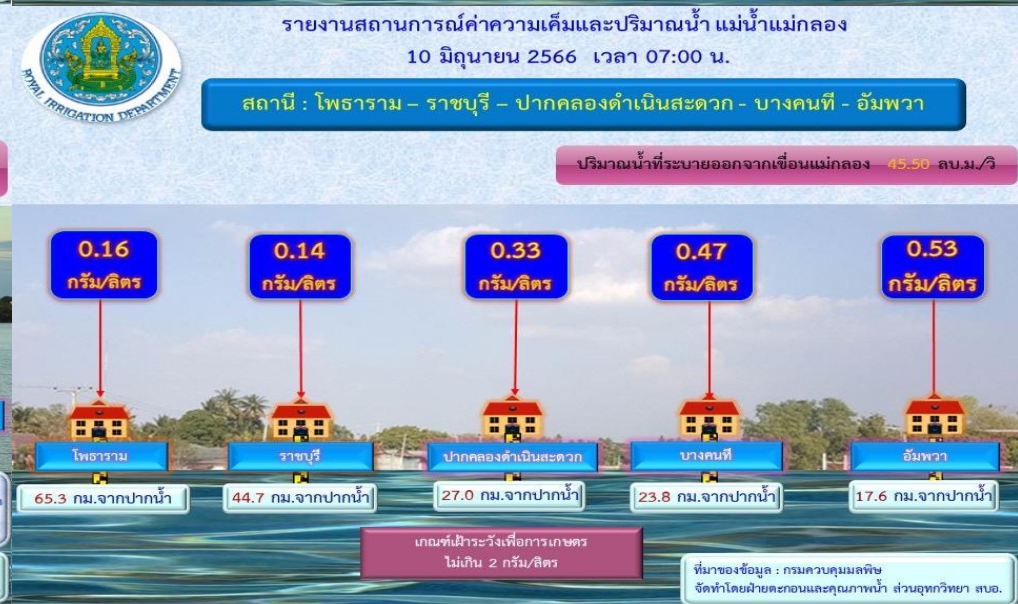 รายงานสถานการณ์ค่าความเค็มและปริมาณน้ำ แม่น้ำแม่กลอง
10 มิถุนายน 2566 เวลา 07:00 น.
ROYAL IRRIGATION DEPARTMENT
สถานี : โพธาราม – ราชบุรี – ปากคลองดำเนินสะดวก - บางคนที - อัมพวา
ปริมาณน้ำที่ระบายออกจากเขื่อนแม่กลอง 45.50 ลบ.ม./วิ
0.16 0.14 0.33 0.47 0.53
กรัม/ลิตร กรัม/ลิตร กรัม/ลิตร กรัม/ลิตร กรัม/ลิตร
โพธาราม ราชบุรี ปากคลองดำเนินสะดวก บางคนที อัมพวา
65.3 กม.จากปากน้ำ 44.7 กม.จากปากน้ำ 27.0 กม.จากปากน้ำ 23.8 กม.จากปากน้ำ 17.6 กม.จากปากน้ำ
เกณฑ์เฝ้าระวังเพื่อการเกษตร
ไม่เกิน 2 กรัม/ลิตร
ที่มาของข้อมูล : กรมควบคุมมลพิษ
จัดทำโดยฝ่ายตะกอนและคุณภาพน้ำ ส่วนอุทกวิทยา สบอ.